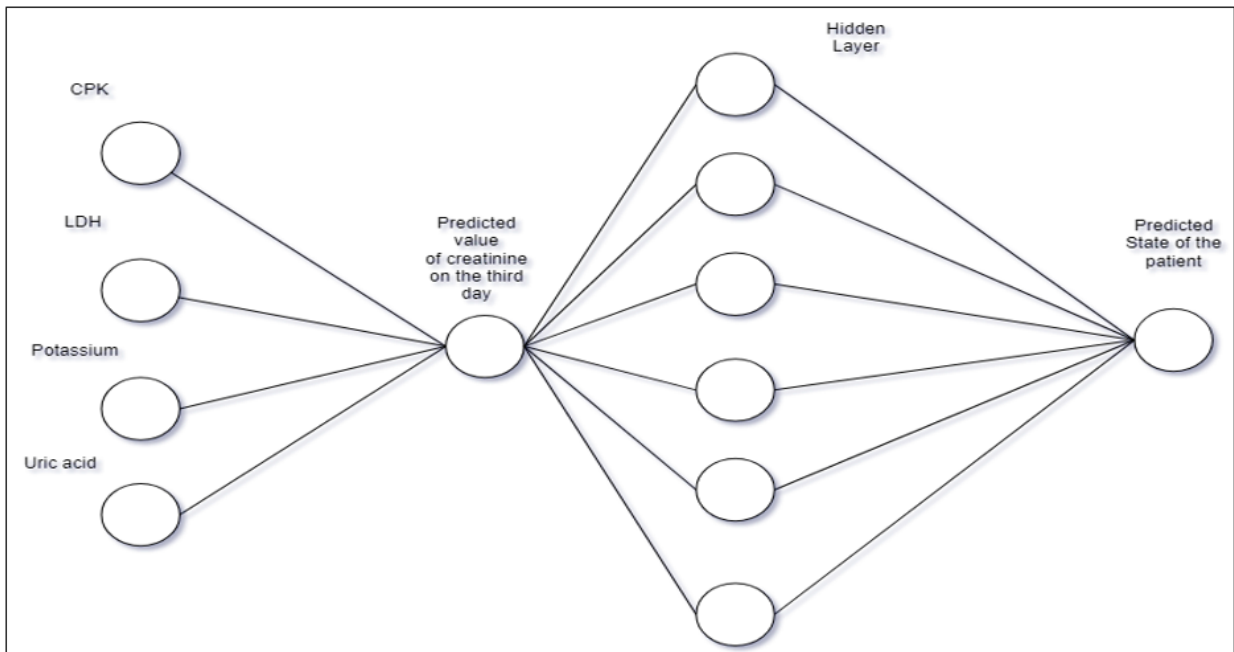 CPK
LDH
Potassium
Uric acid
Predicted
value
of creatinine
on the third
day
Hidden
Layer
Predicted
State of the
patient